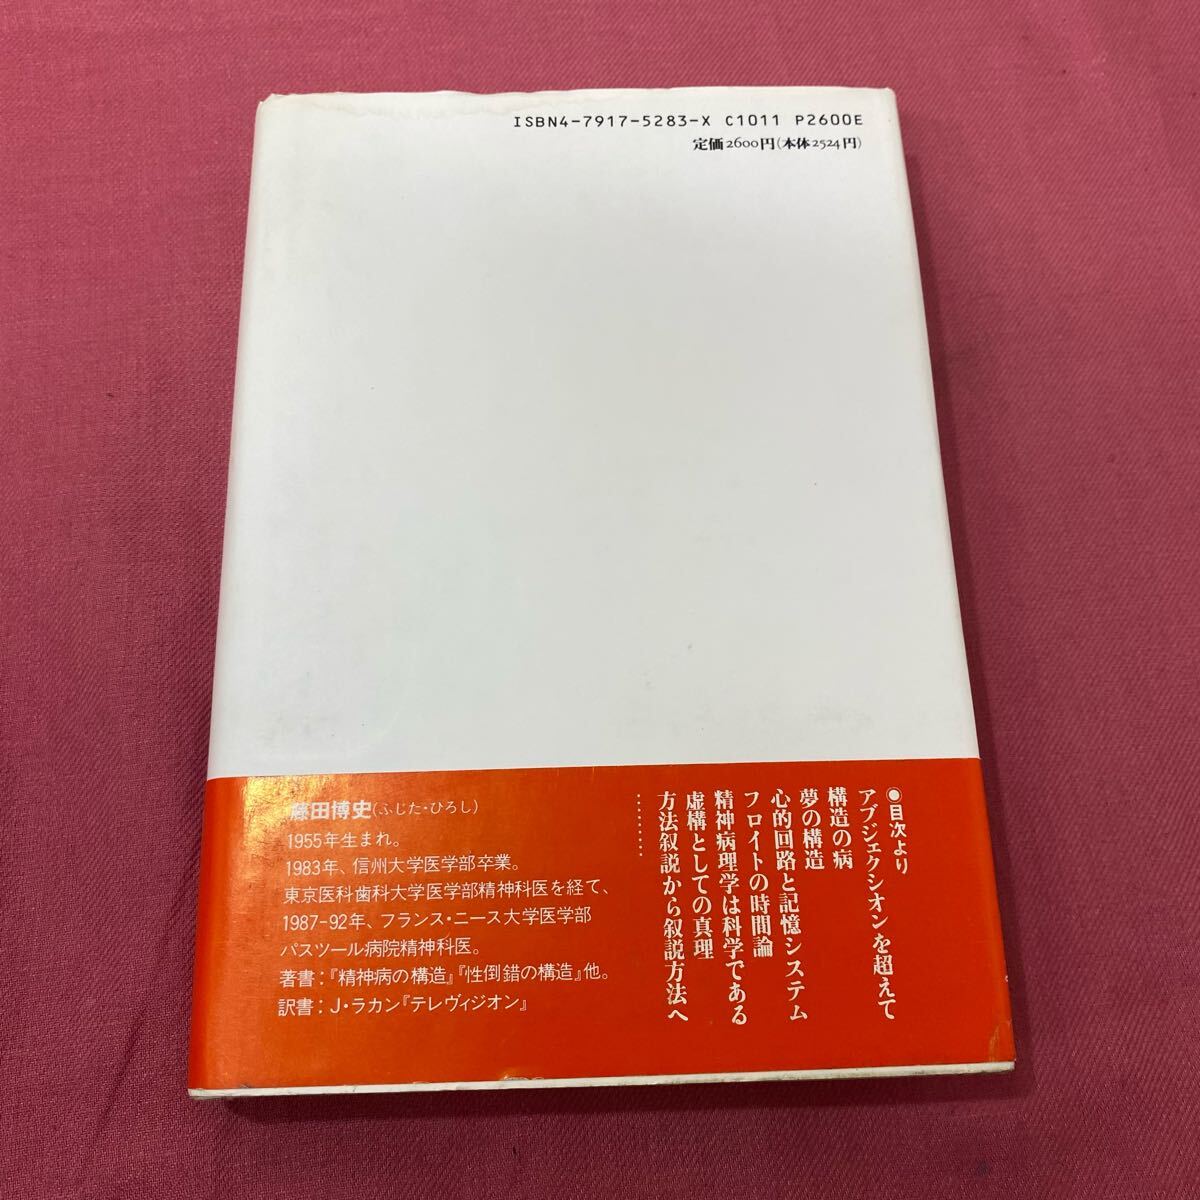 ISBN4-7917-5283-X C1011 P2600E
定価2600円(本体2524円)
●目次より
アブジェクシオンを超えて
構造の病
夢の構造
心的回路と記憶システム
フロイトの時間論
精神病理学は科学である
虚構としての真理
方法叙説から叙説方法へ
………
藤田博史(ふじた・ひろし)
1955年生まれ。
1983年、信州大学医学部卒業。
東京医科歯科大学医学部精神科医を経て、
1987-92年、フランス・ニース大学医学部
パスツール病院精神科医。
著書:『精神病の構造』『性倒錯の構造』他。
訳書:J・ラカン『テレヴィジオン』